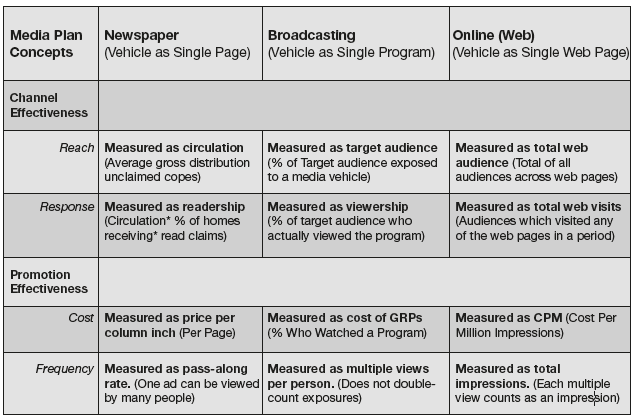 Media Plan Concepts
Newspaper
(Vehicle as Single Page)
Broadcasting
(Vehicle as Single Program)
Online (Web)
(Vehicle as Single Web Page)
Channel
Effectiveness
Reach
Measured as circulation
(Average gross distribution
unclaimed copes)
Measured as target audience
(% of Target audience exposed
to a media vehicle)
Measured as total web
audience (Total of all
audiences across web pages)
Response
Measured as readership
(Circulation* % of homes
receiving* read claims)
Measured as viewership
(% of target audience who
actually viewed the program)
Measured as total web visits
(Audiences which visited any
of the web pages in a period)
Promotion
Effectiveness
Cost
Measured as price per
column inch (Per Page)
Measured as cost of GRPs
(% Who Watched a Program)
Measured as CPM (Cost Per
Million Impressions)
Frequency
Measured as pass-along
rate. (One ad can be viewed
by many people)
Measured as multiple views
per person. (Does not double-
count exposures)
Measured as total
impressions. (Each multiple
view counts as an impression)